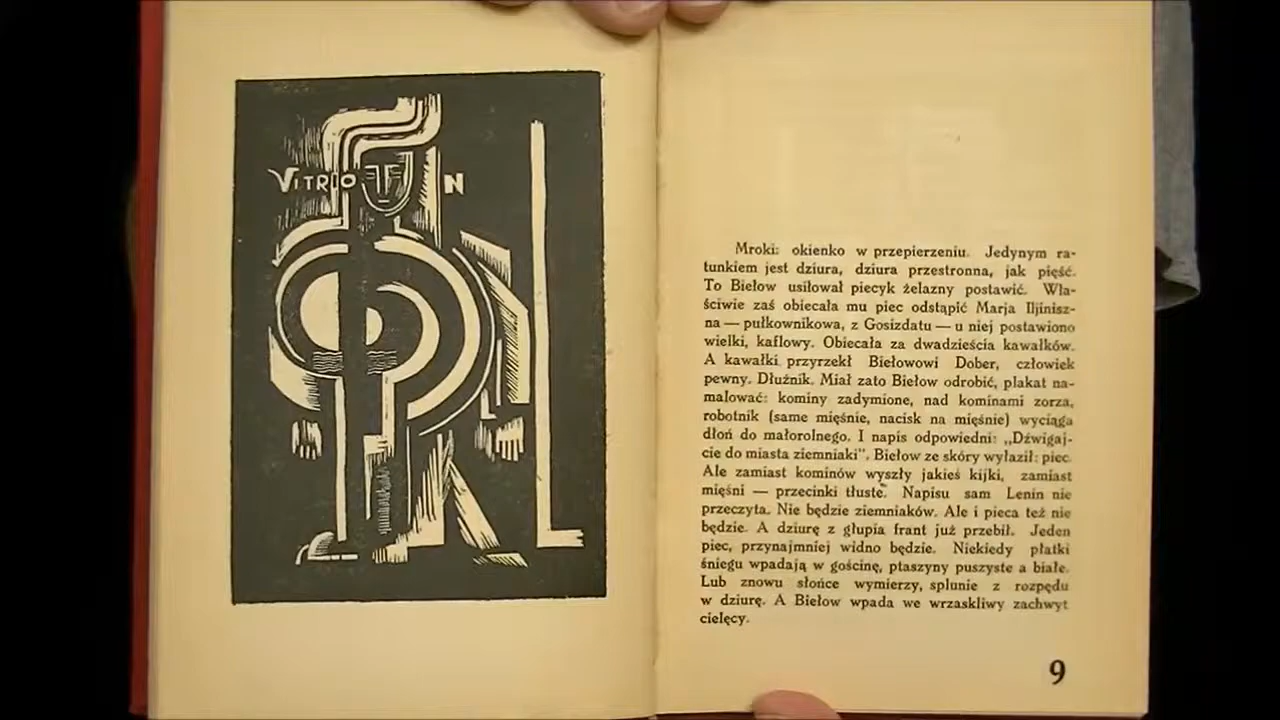 VITRIO N
Mroki: okienko w przepierzeniu. Jedynym ra-
tunkiem jest dziura, dziura przestronna, jak pięść.
To Biełow usiłował piecyk żelazny postawić. Wła-
ściwie zaś obiecała mu piec odstąpić Marja Iljinisz-
na — pułkownikowa, z Gosizdatu — u niej postawiono
wielki, kaflowy. Obiecała za dwadzieścia kawałków.
A kawałki przyrzekł Biełowowi Dober, człowiek
pewny. Dłużnik. Miał zato Biełow odrobić, plakat na-
malować: kominy zadymione, nad kominami zorza,
robotnik (same mięśnie, nacisk na mięśnie) wyciąga
dłoń do małorolnego. I napis odpowiedni: „Dźwigaj-
cie do miasta ziemniaki". Biełow ze skóry wyłaził: piec.
Ale zamiast kominów wyszły jakieś kijki, zamiast
mięśni — przecinki tłuste. Napisu sam Lenin nie
przeczyta. Nie będzie ziemniaków. Ale i pieca też nie
będzie. A dziurę z głupia frant już przebił. Jeden
piec, przynajmniej widno będzie. Niekiedy płatki
śniegu wpadają w gościnę, ptaszyny puszyste a białe.
Lub znowu słońce wymierzy, splunie z rozpędu
w dziurę. A Biełow wpada we wrzaskliwy zachwyt
cielęcy.
9